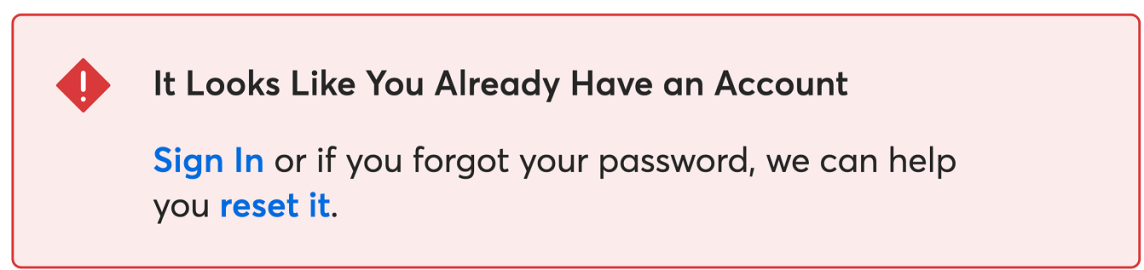 It Looks Like You Already Have an Account
Sign In or if you forgot your password, we can help
you reset it.